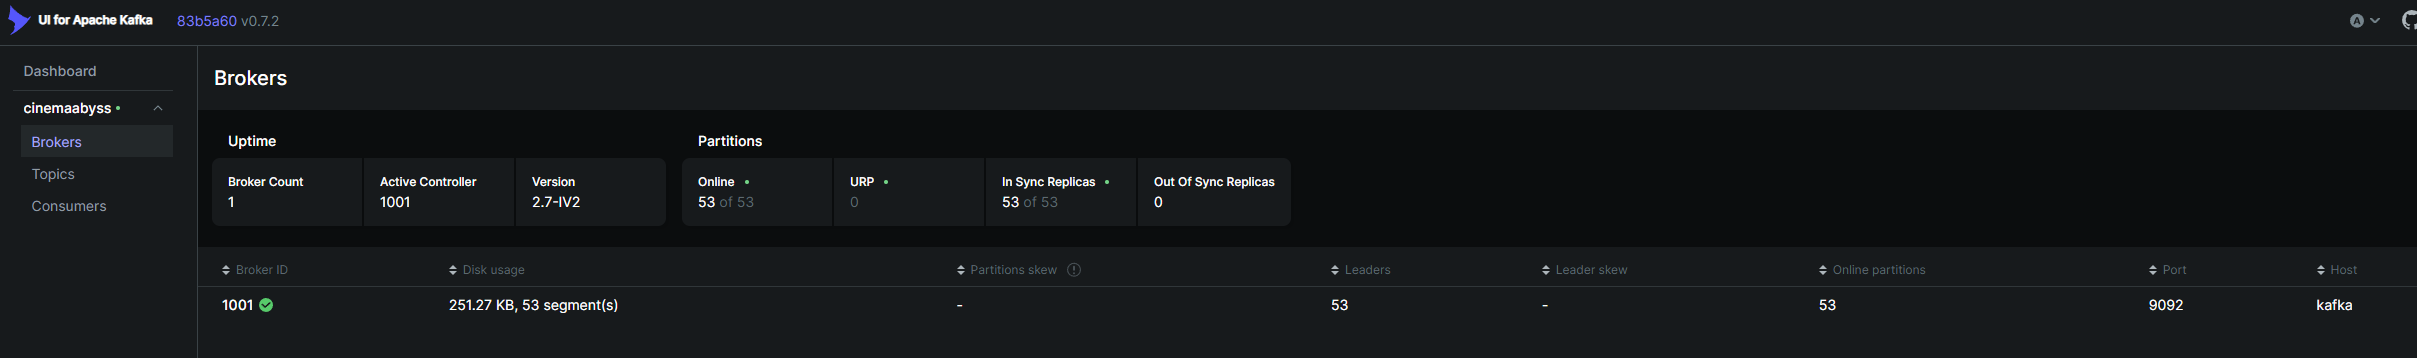 UI for Apache Kafka 83b5a60 v0.7.2 A
Dashboard
cinemaabyss
Brokers
Topics
Consumers
Brokers
Uptime
Broker Count
1
Active Controller
1001
Version
2.7-IV2
Partitions
Online
53 of 53
URP
0
In Sync Replicas
53 of 53
Out Of Sync Replicas
0
Broker ID Disk usage Partitions skew Leaders Leader skew Online partitions Port Host
1001 251.27 KB, 53 segment(s) - 53 - 53 9092 kafka